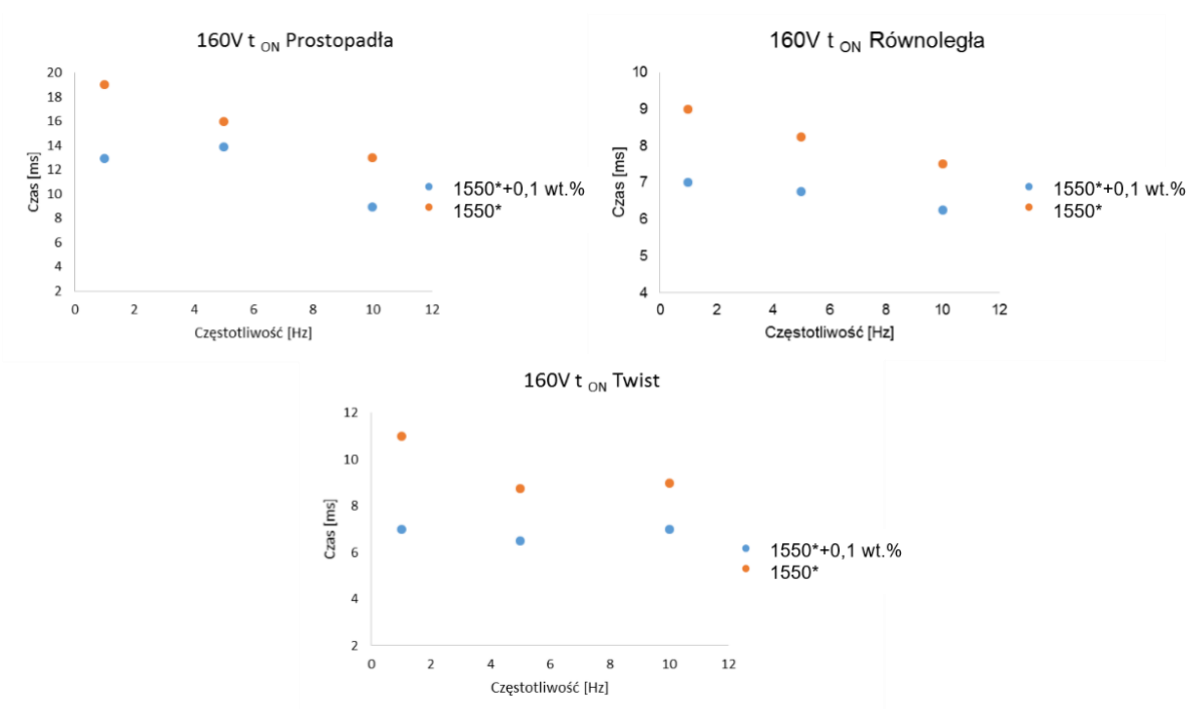 160V t ON Prostopadła
20
18
16
14
12
10
8
6
4
2
Czas [ms]
0 2 4 6 8 10 12
Częstotliwość [Hz]
1550*+0,1 wt.%
1550*
160V t ON Równoległa
10
9
8
7
6
5
4
Czas [ms]
0 2 4 6 8 10 12
Częstotliwość [Hz]
1550*+0,1 wt.%
1550*
160V t ON Twist
12
10
8
6
4
2
Czas [ms]
0 2 4 6 8 10 12
Częstotliwość [Hz]
1550*+0,1 wt.%
1550*